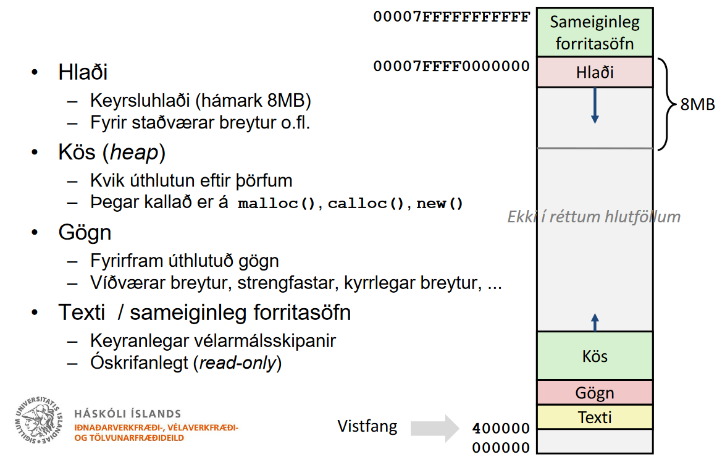 • Hlaði
– Keyrsluhlaði (hámark 8MB)
– Fyrir staðværar breytur o.fl.
• Kös (heap)
– Kvik úthlutun eftir þörfum
– Þegar kallað er á malloc(), calloc(), new()
• Gögn
– Fyrirfram úthlutuð gögn
– Víðværar breytur, strengfastar, kyrrlegar breytur, ...
• Texti / sameiginleg forritasöfn
– Keyranlegar vélarmálsskipanir
– Óskrifanlegt (read-only)
00007FFFFFFFFFFF
Sameiginleg
forritasöfn
00007FFFF0000000
Hlaði
8MB
Ekki í réttum hlutföllum
Kös
Gögn
Texti
Vistfang
400000
000000
HÁSKÓLI ÍSLANDS
IÐNAÐARVERKFRÆÐI-, VÉLAVERKFRÆÐI-
OG TÖLVUNARFRÆÐIDEILD